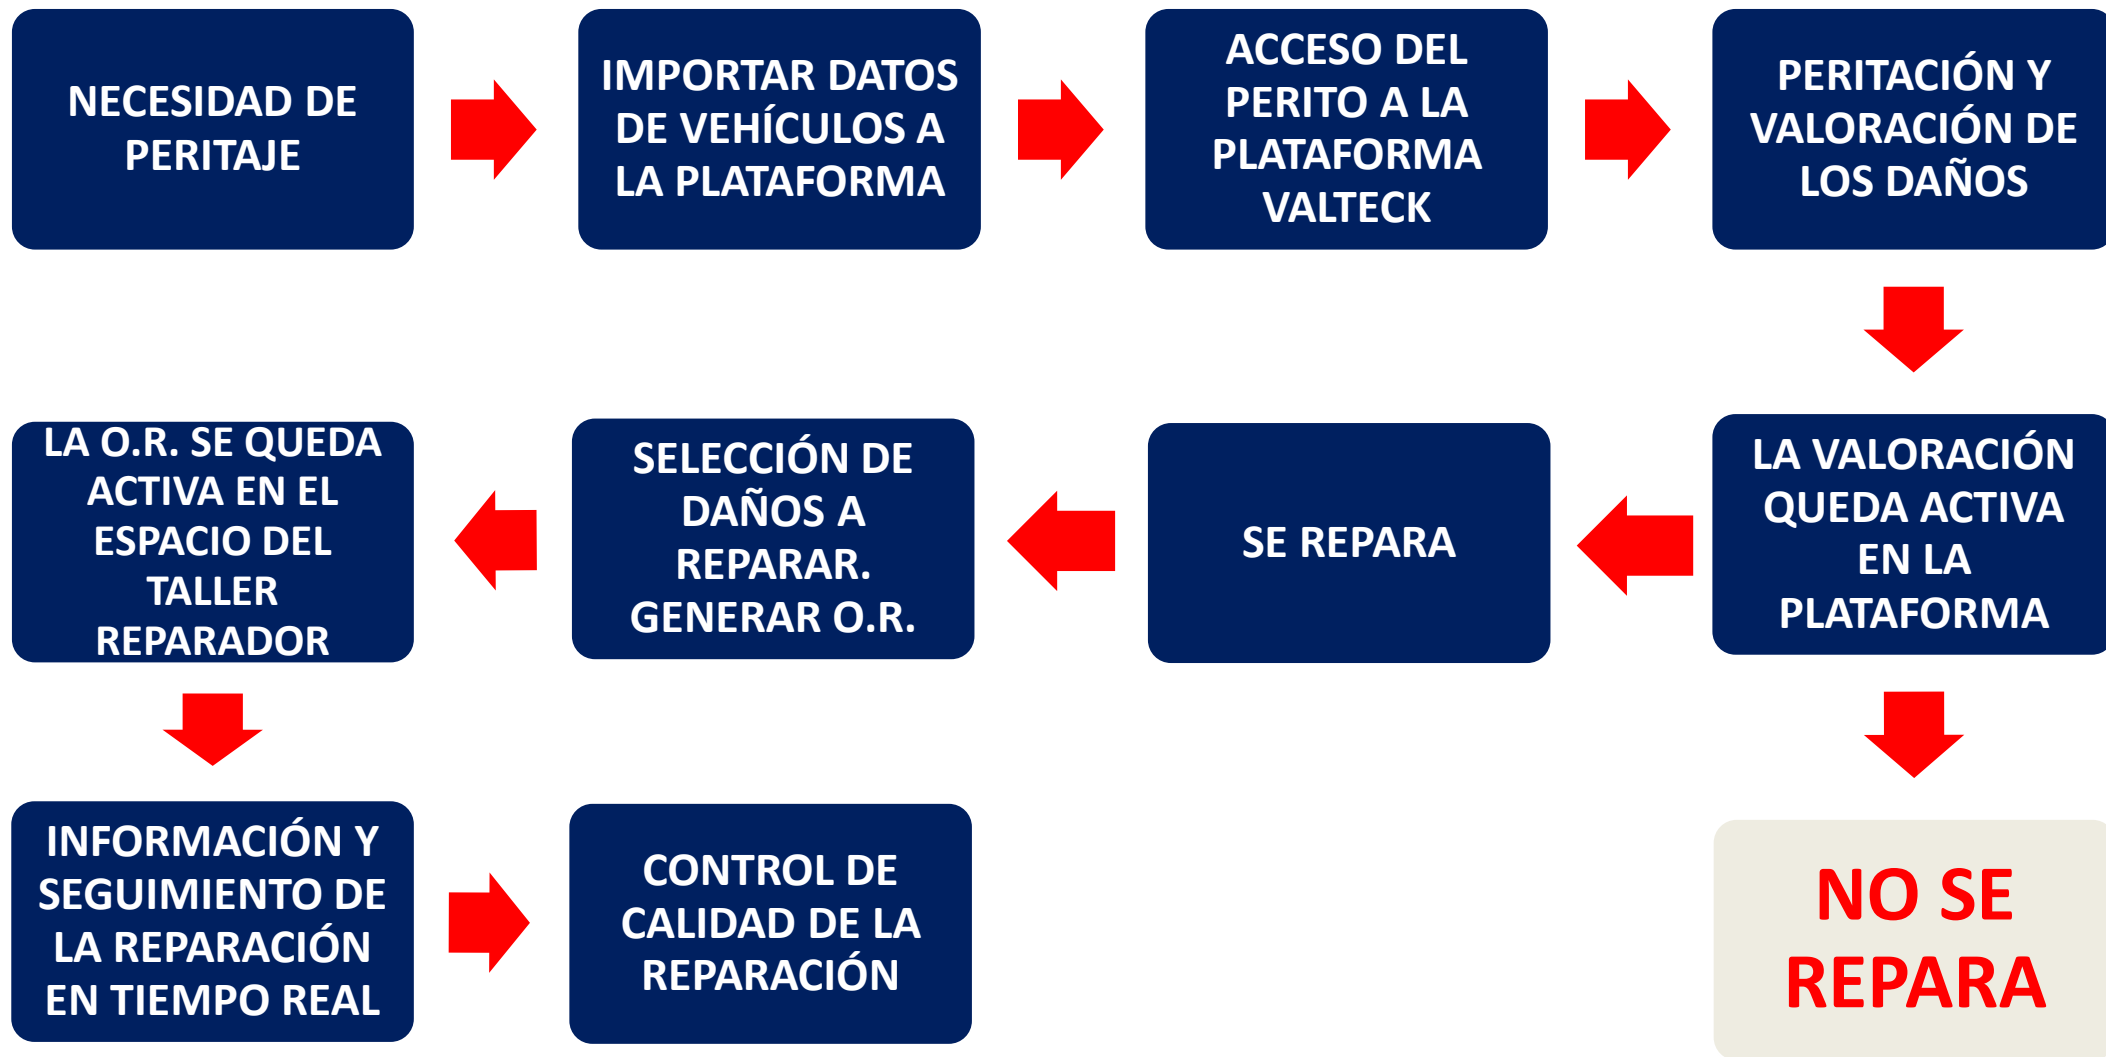 NECESIDAD DE
PERITAJE
IMPORTAR DATOS
DE VEHÍCULOS A
LA PLATAFORMA
ACCESO DEL
PERITO A LA
PLATAFORMA
VALTECK
PERITACIÓN Y
VALORACIÓN DE
LOS DAÑOS
LA VALORACIÓN
QUEDA ACTIVA
EN LA
PLATAFORMA
SE REPARA
SELECCIÓN DE
DAÑOS A
REPARAR.
GENERAR O.R.
LA O.R. SE QUEDA
ACTIVA EN EL
ESPACIO DEL
TALLER
REPARADOR
INFORMACIÓN Y
SEGUIMIENTO DE
LA REPARACIÓN
EN TIEMPO REAL
CONTROL DE
CALIDAD DE LA
REPARACIÓN
NO SE
REPARA